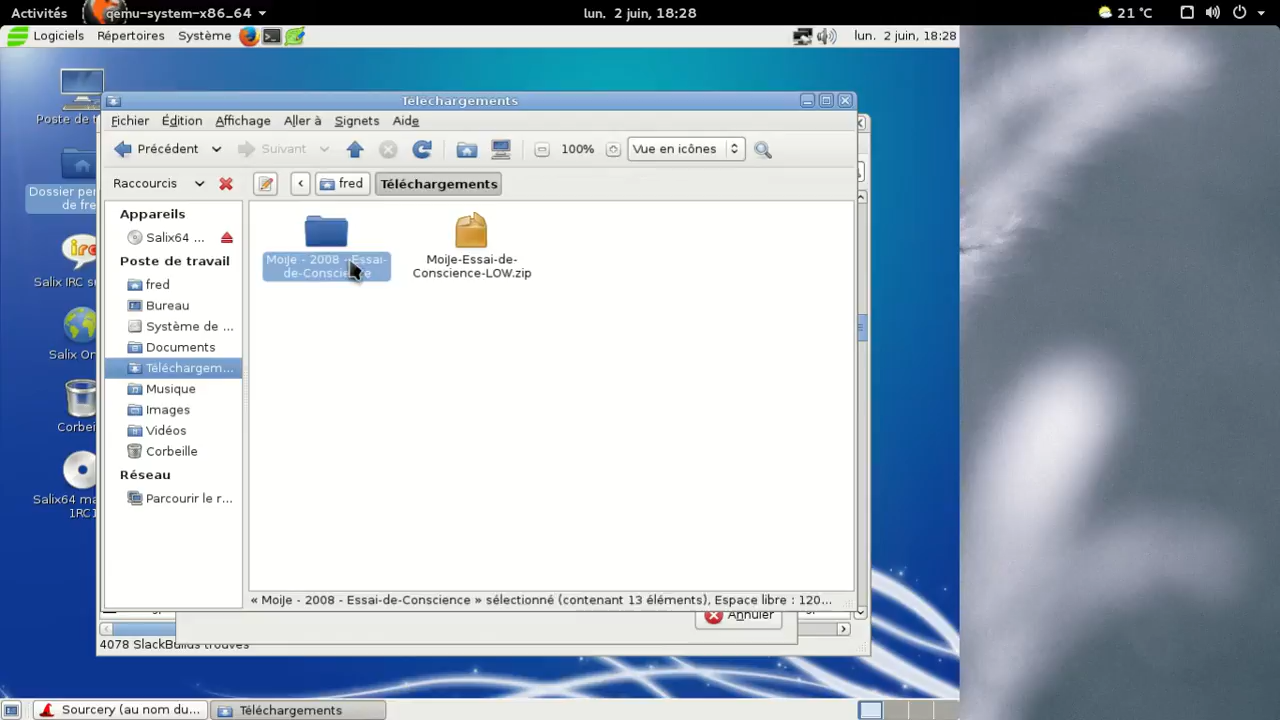 Activités qemu-system-x86_64 lun. 2 juin, 18:28 21 °C
Logiciels Répertoires Système lun. 2 juin, 18:28
Téléchargements
Fichier Édition Affichage Aller à Signets Aide
Précédent Suivant 100% Vue en icônes
Raccourcis fred Téléchargements
Poste de t
Dossier per
de fre
Salix IRC s
Salix On
Corbei
Salix64 ma
1RC1
Appareils
Salix64 ...
Poste de travail
fred
Bureau
Système de ...
Documents
Téléchargem...
Musique
Images
Vidéos
Corbeille
Réseau
Parcourir le r...
MoiJe - 2008 - Essai-
de-Conscience
MoiJe-Essai-de-
Conscience-LOW.zip
« MoiJe - 2008 - Essai-de-Conscience » sélectionné (contenant 13 éléments), Espace libre : 120...
Annuler
4078 SlackBuilds trouvés
Sourcery (au nom du... Téléchargements